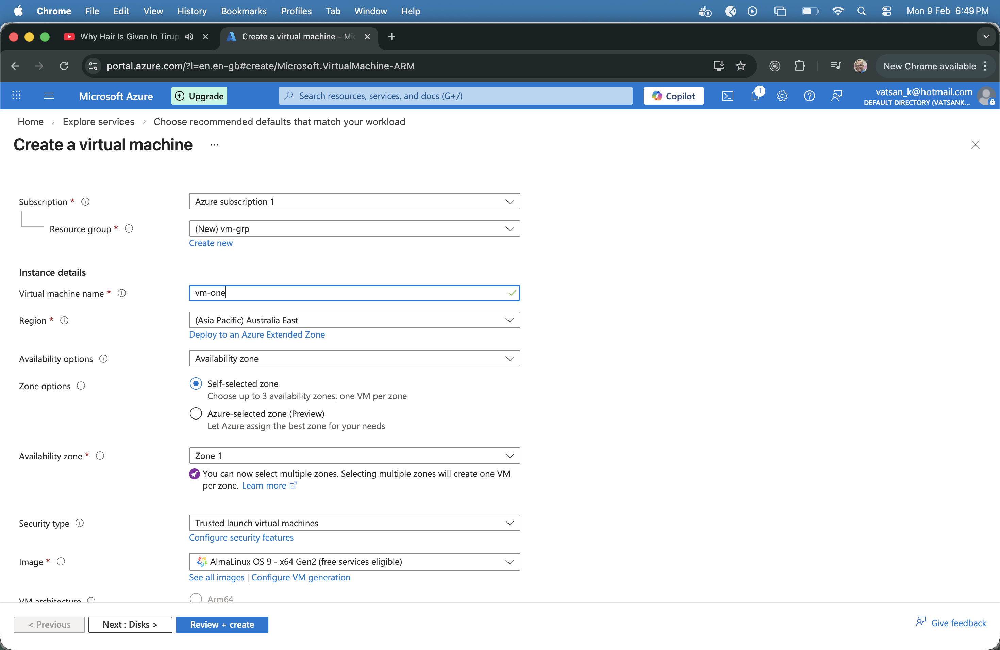 Chrome File Edit View History Bookmarks Profiles Tab Window Help Mon 9 Feb 6:49 PM
Why Hair Is Given In Tirup Create a virtual machine - Mic
portal.azure.com/?l=en.en-gb#create/Microsoft.VirtualMachine-ARM New Chrome available
Microsoft Azure Upgrade Search resources, services, and docs (G+/) Copilot 1 vatsan_k@hotmail.com
DEFAULT DIRECTORY (VATSANK...
Home > Explore services > Choose recommended defaults that match your workload
Create a virtual machine ...
Subscription * Azure subscription 1
Resource group * (New) vm-grp
Create new
Instance details
Virtual machine name * vm-one
Region * (Asia Pacific) Australia East
Deploy to an Azure Extended Zone
Availability options Availability zone
Zone options Self-selected zone
Choose up to 3 availability zones, one VM per zone
Azure-selected zone (Preview)
Let Azure assign the best zone for your needs
Availability zone * Zone 1
You can now select multiple zones. Selecting multiple zones will create one VM
per zone. Learn more
Security type Trusted launch virtual machines
Configure security features
Image * AlmaLinux OS 9 - x64 Gen2 (free services eligible)
See all images | Configure VM generation
VM architecture Arm64
< Previous Next : Disks > Review + create Give feedback